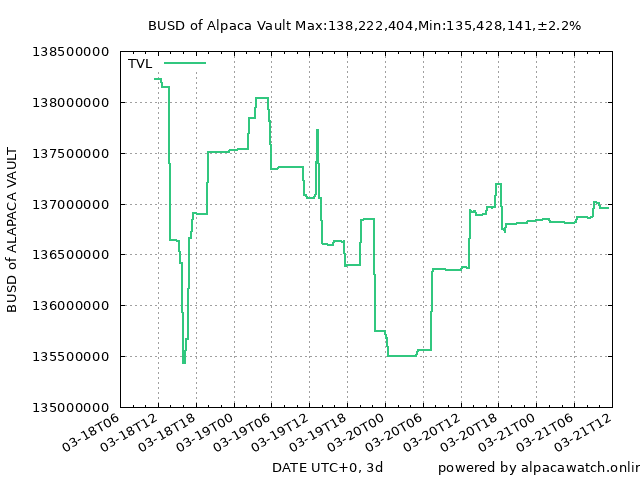 BUSD of Alpaca Vault Max:138,222,404,Min:135,428,141,±2.2%
TVL
138500000
138000000
137500000
137000000
136500000
136000000
135500000
135000000
BUSD of ALAPACA VAULT
03-18T06
03-18T12
03-18T18
03-19T00
03-19T06
03-19T12
03-19T18
03-20T00
03-20T06
03-20T12
03-20T18
03-21T00
03-21T06
03-21T12
DATE UTC+0, 3d
powered by alpacawatch.onlin